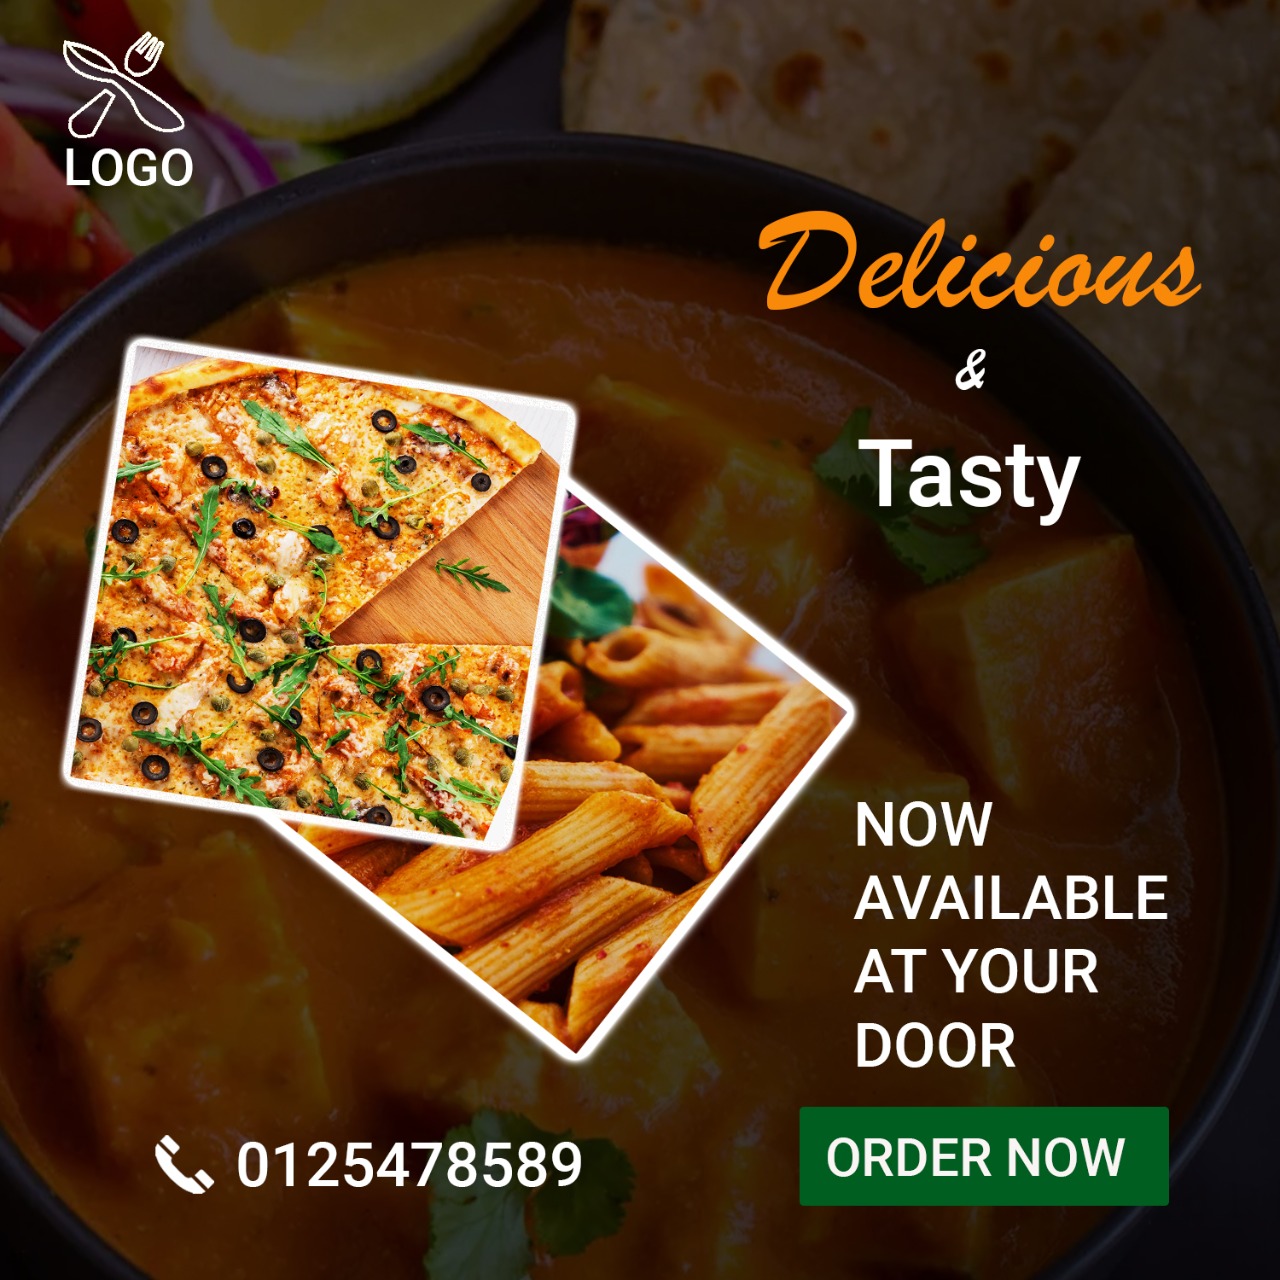 LOGO
Delicious
&
Tasty
NOW
AVAILABLE
AT YOUR
DOOR
ORDER NOW
0125478589